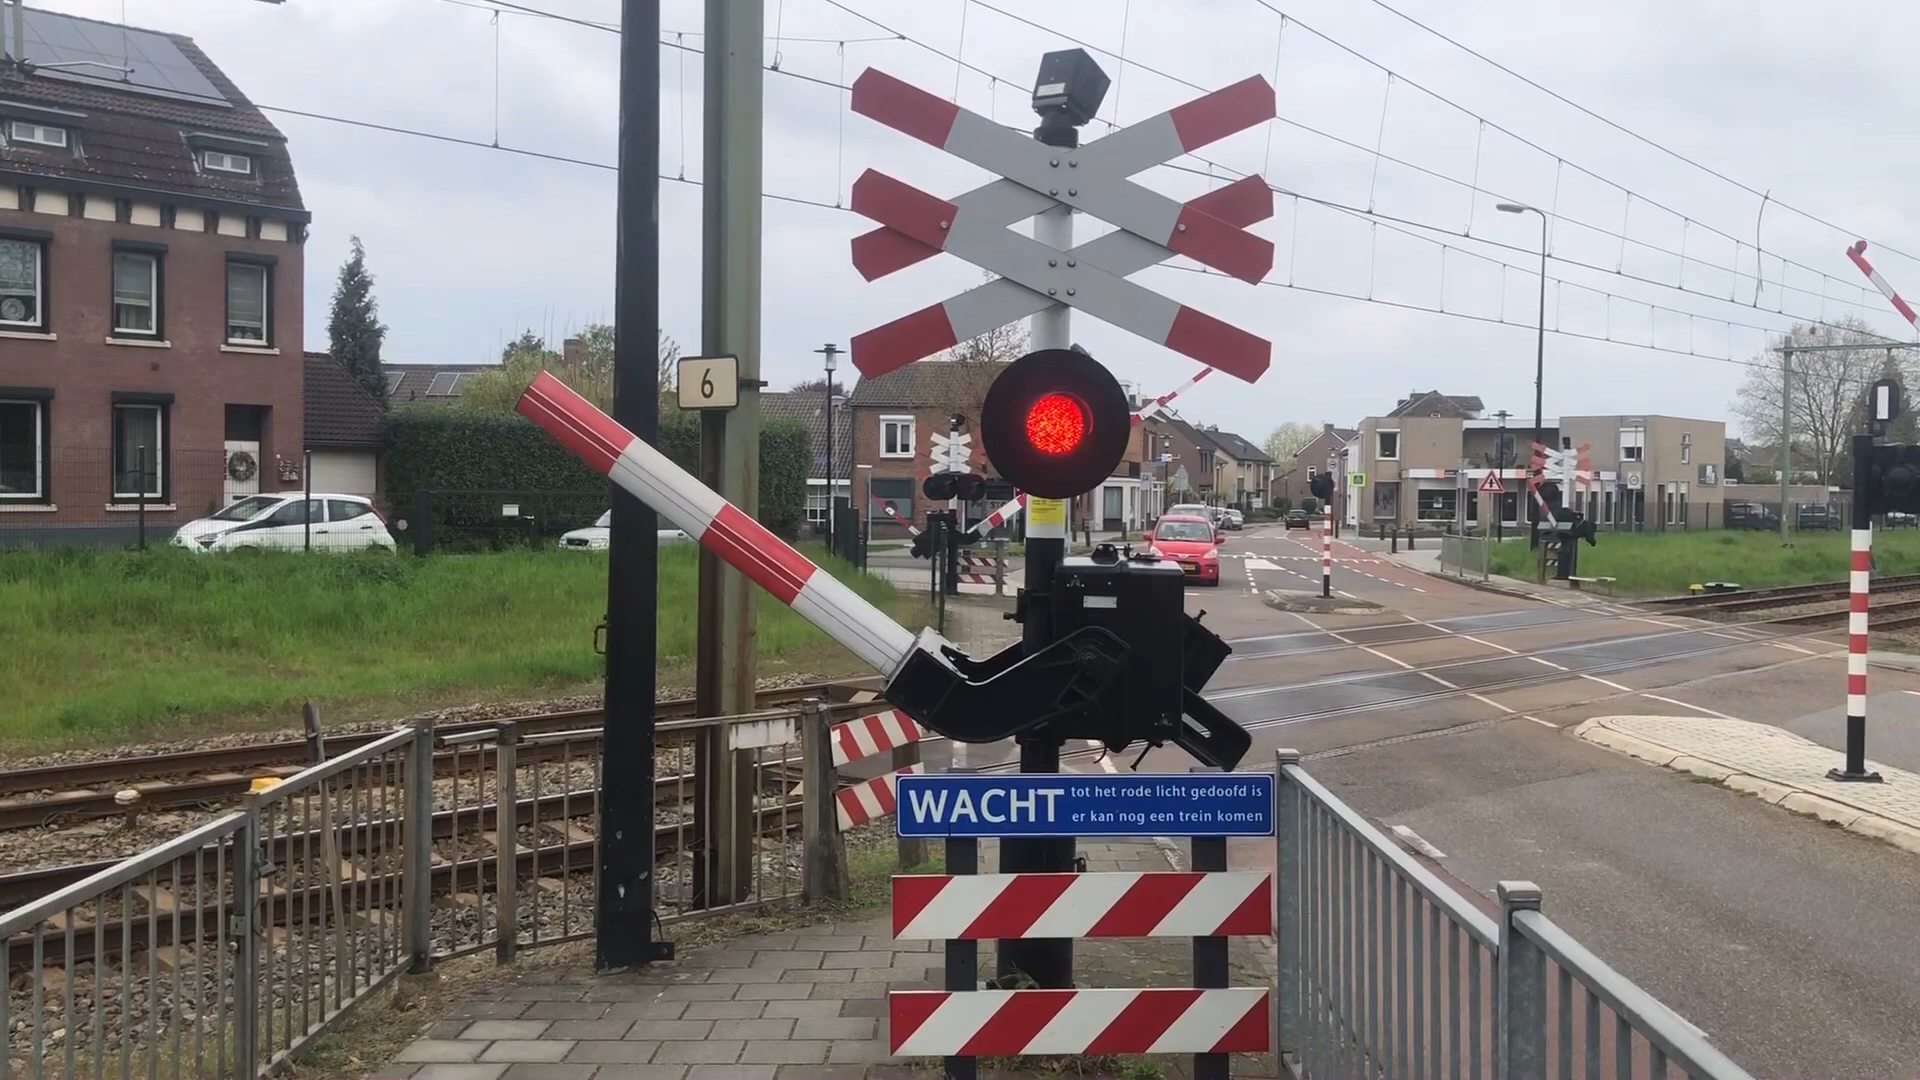 6
WACHT tot het rode licht gedoofd is
er kan nog een trein komen